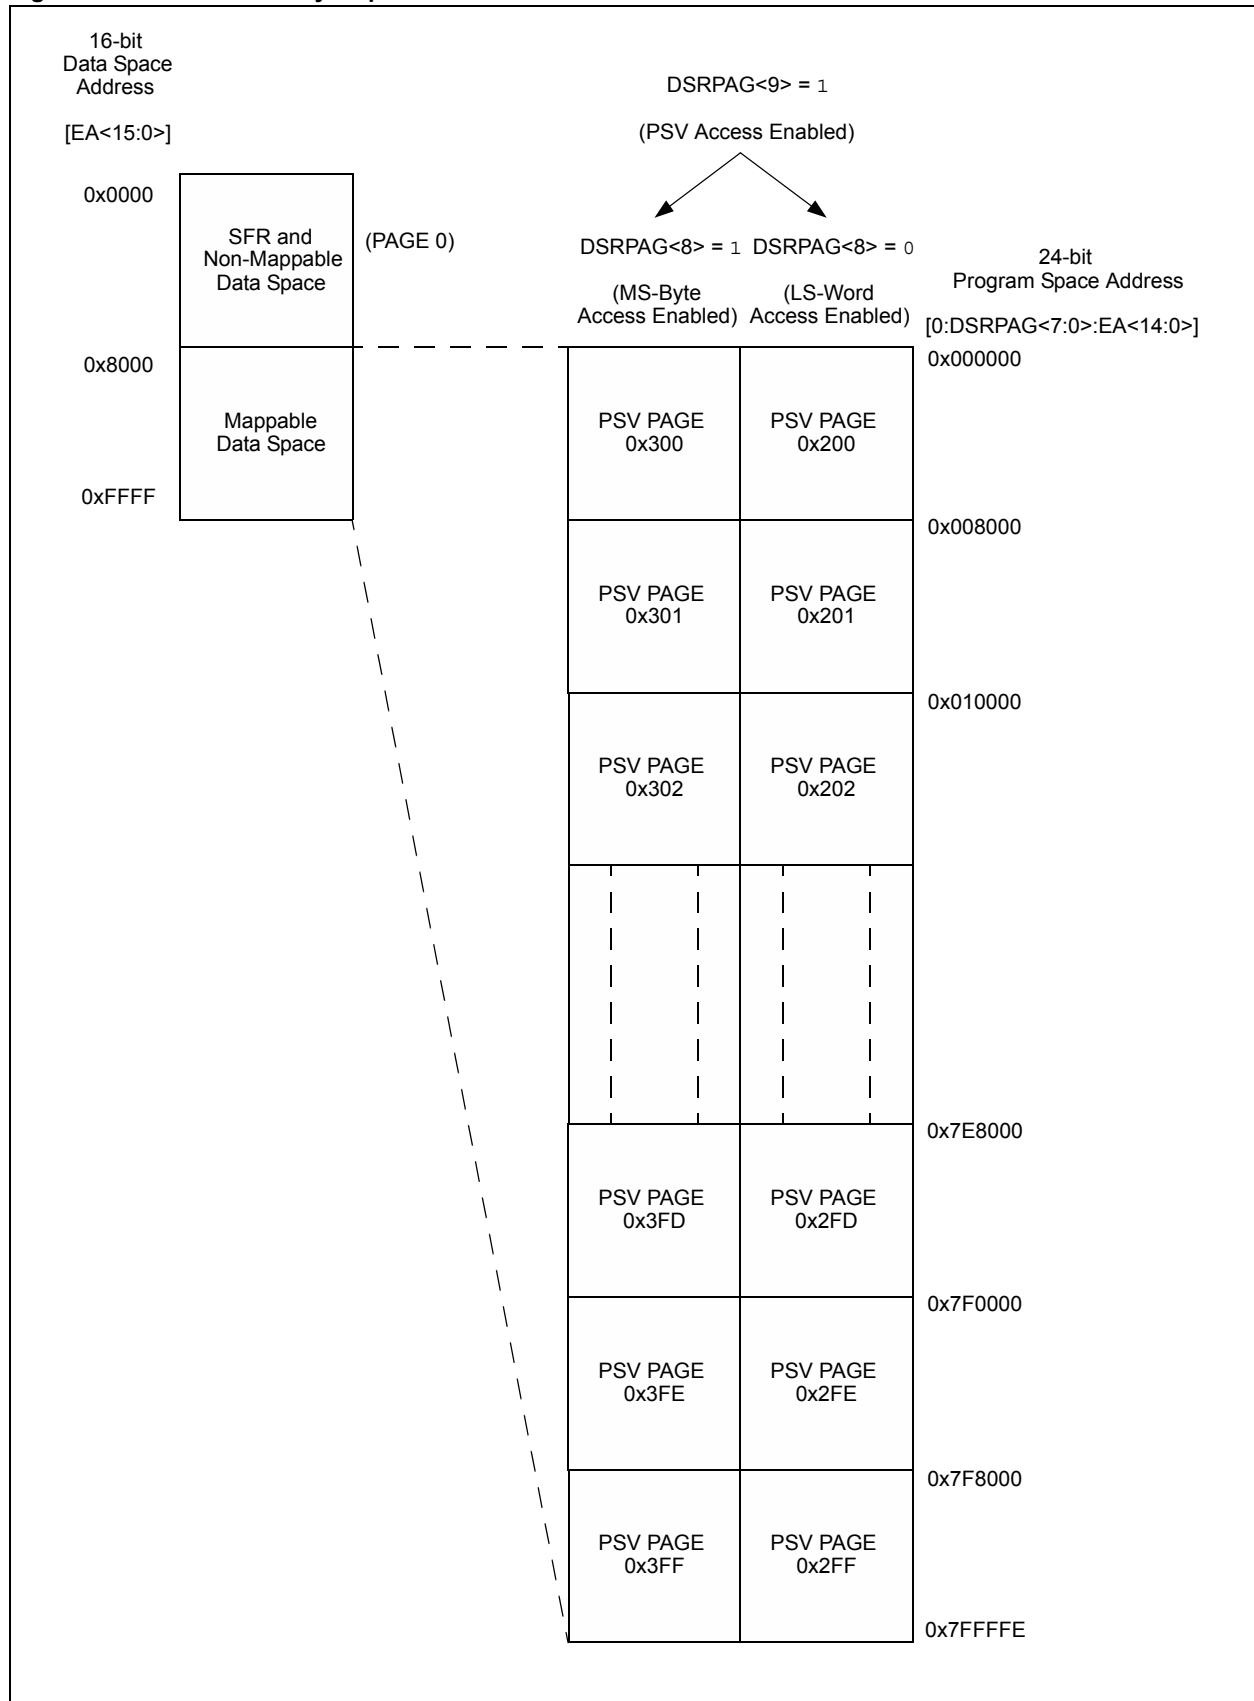 16-bit
Data Space
Address
[EA<15:0>]
DSRPAG<9> = 1
(PSV Access Enabled)
0x0000
SFR and
Non-Mappable
Data Space
(PAGE 0)
DSRPAG<8> = 1 DSRPAG<8> = 0
(MS-Byte
Access Enabled)
(LS-Word
Access Enabled)
24-bit
Program Space Address
[0:DSRPAG<7:0>:EA<14:0>]
0x8000
0x000000
Mappable
Data Space
0xFFFF
PSV PAGE
0x300
PSV PAGE
0x200
0x008000
PSV PAGE
0x301
PSV PAGE
0x201
0x010000
PSV PAGE
0x302
PSV PAGE
0x202
0x7E8000
PSV PAGE
0x3FD
PSV PAGE
0x2FD
0x7F0000
PSV PAGE
0x3FE
PSV PAGE
0x2FE
0x7F8000
PSV PAGE
0x3FF
PSV PAGE
0x2FF
0x7FFFFE